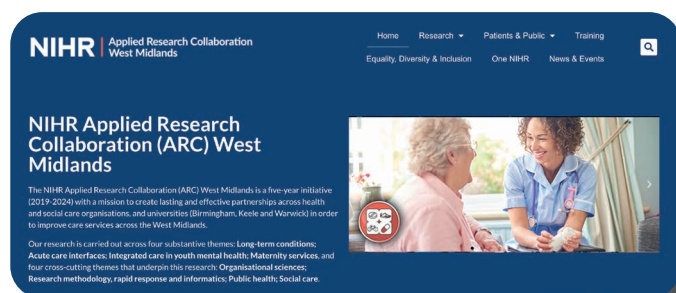 NIHR | Applied Research Collaboration
West Midlands
Home Research Patients & Public Training
Equality, Diversity & Inclusion One NIHR News & Events
NIHR Applied Research
Collaboration (ARC) West
Midlands
The NIHR Applied Research Collaboration (ARC) West Midlands is a five-year initiative
(2019-2024) with a mission to create lasting and effective partnerships across health
and social care organisations, and universities (Birmingham, Keele and Warwick) in order
to improve care services across the West Midlands.
Our research is carried out across four substantive themes: Long-term conditions;
Acute care interfaces; Integrated care in youth mental health; Maternity services, and
four cross-cutting themes that underpin this research: Organisational sciences;
Research methodology, rapid response and informatics; Public health; Social care.